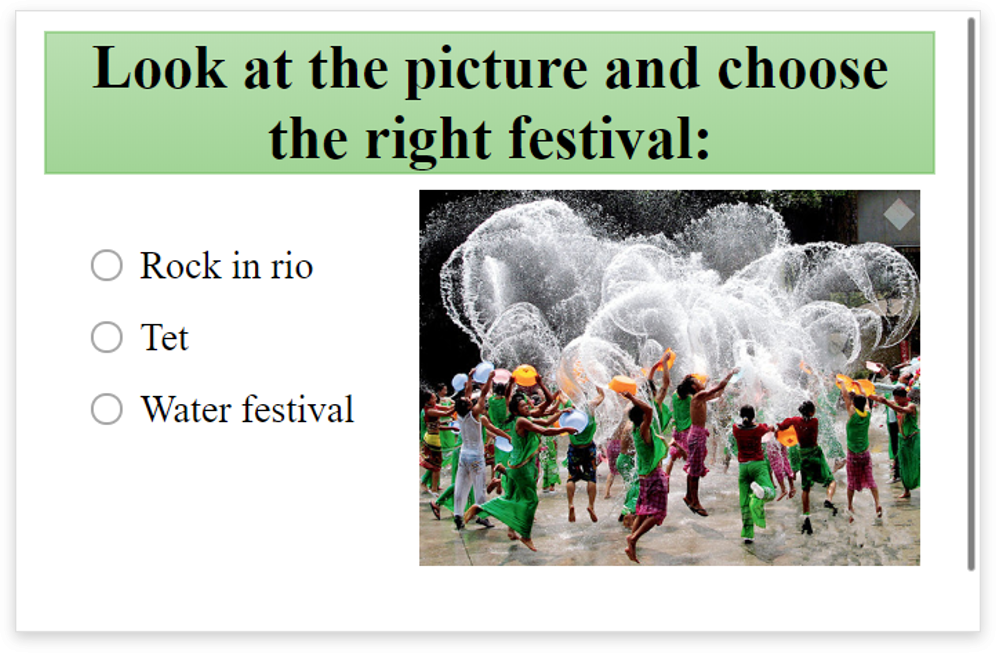 Look at the picture and choose
the right festival:
Rock in rio
Tet
Water festival